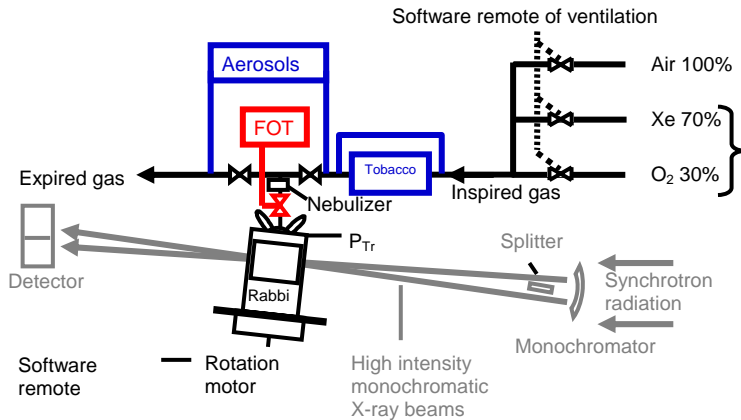 Software remote of ventilation
Aerosols
Air 100%
FOT
Xe 70%
Tobacco
Expired gas
Inspired gas
O₂ 30%
Nebulizer
P_Tr
Splitter
Detector
Rabbi
Synchrotron
radiation
Monochromator
Software
remote
Rotation
motor
High intensity
monochromatic
X-ray beams